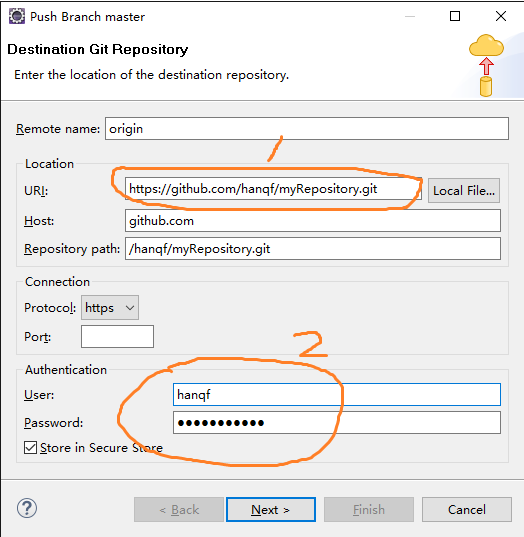 Push Branch master
Destination Git Repository
Enter the location of the destination repository.
Remote name: origin
1
Location
URI: https://github.com/hanqf/myRepository.git Local File...
Host: github.com
Repository path: /hanqf/myRepository.git
Connection
Protocol: https
Port:
2
Authentication
User: hanqf
Password: ●●●●●●●●●●●
Store in Secure Store
? < Back Next > Finish Cancel